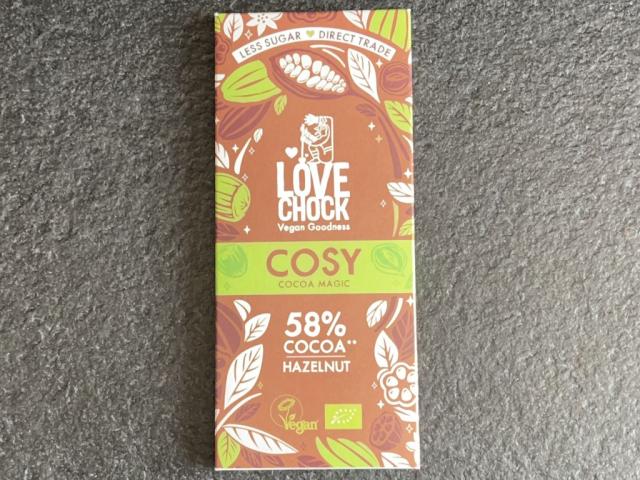 LESS SUGAR ♥ DIRECT TRADE
LOVE
CHOCK
Vegan Goodness
COSY
COCOA MAGIC
58%
COCOA**
HAZELNUT
Vegan